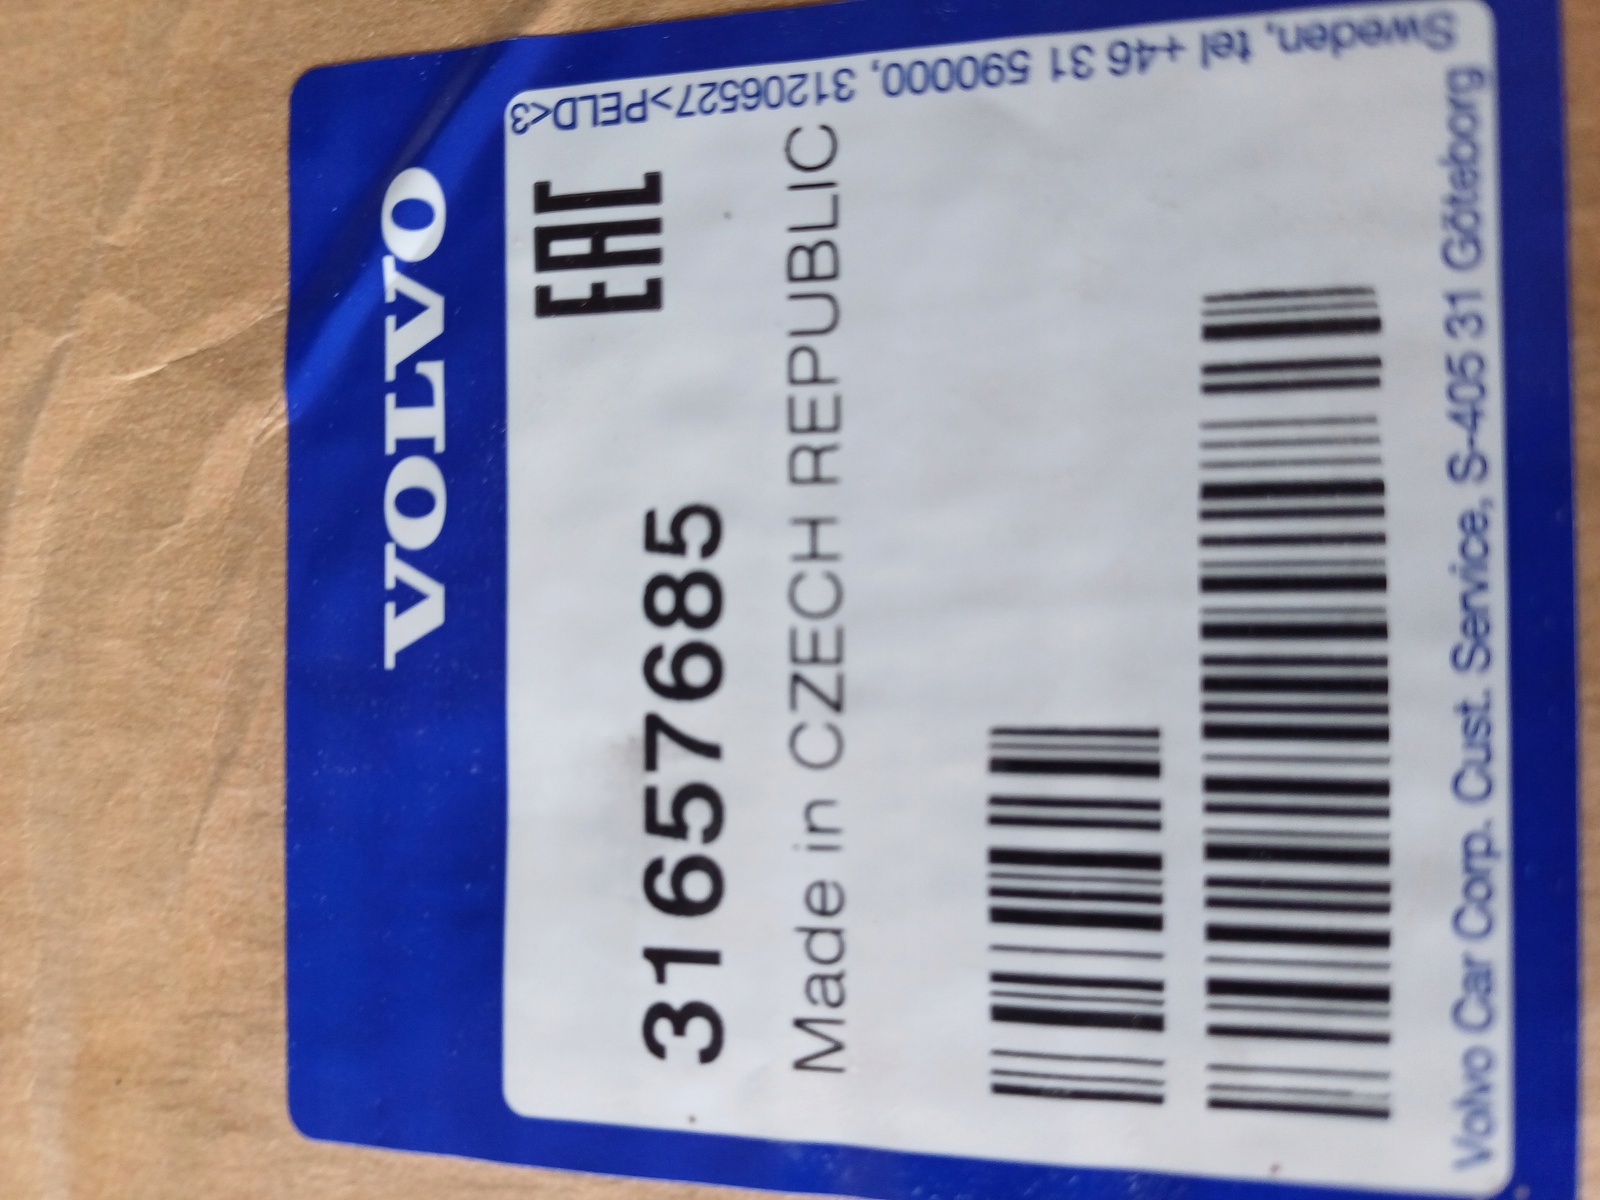 VOLVO
EAC
31657685
Made in CZECH REPUBLIC
Volvo Car Corp. Cust. Service, S-405 31 Göteborg
Sweden, tel +46 31 590000, 31206527>PELD<3